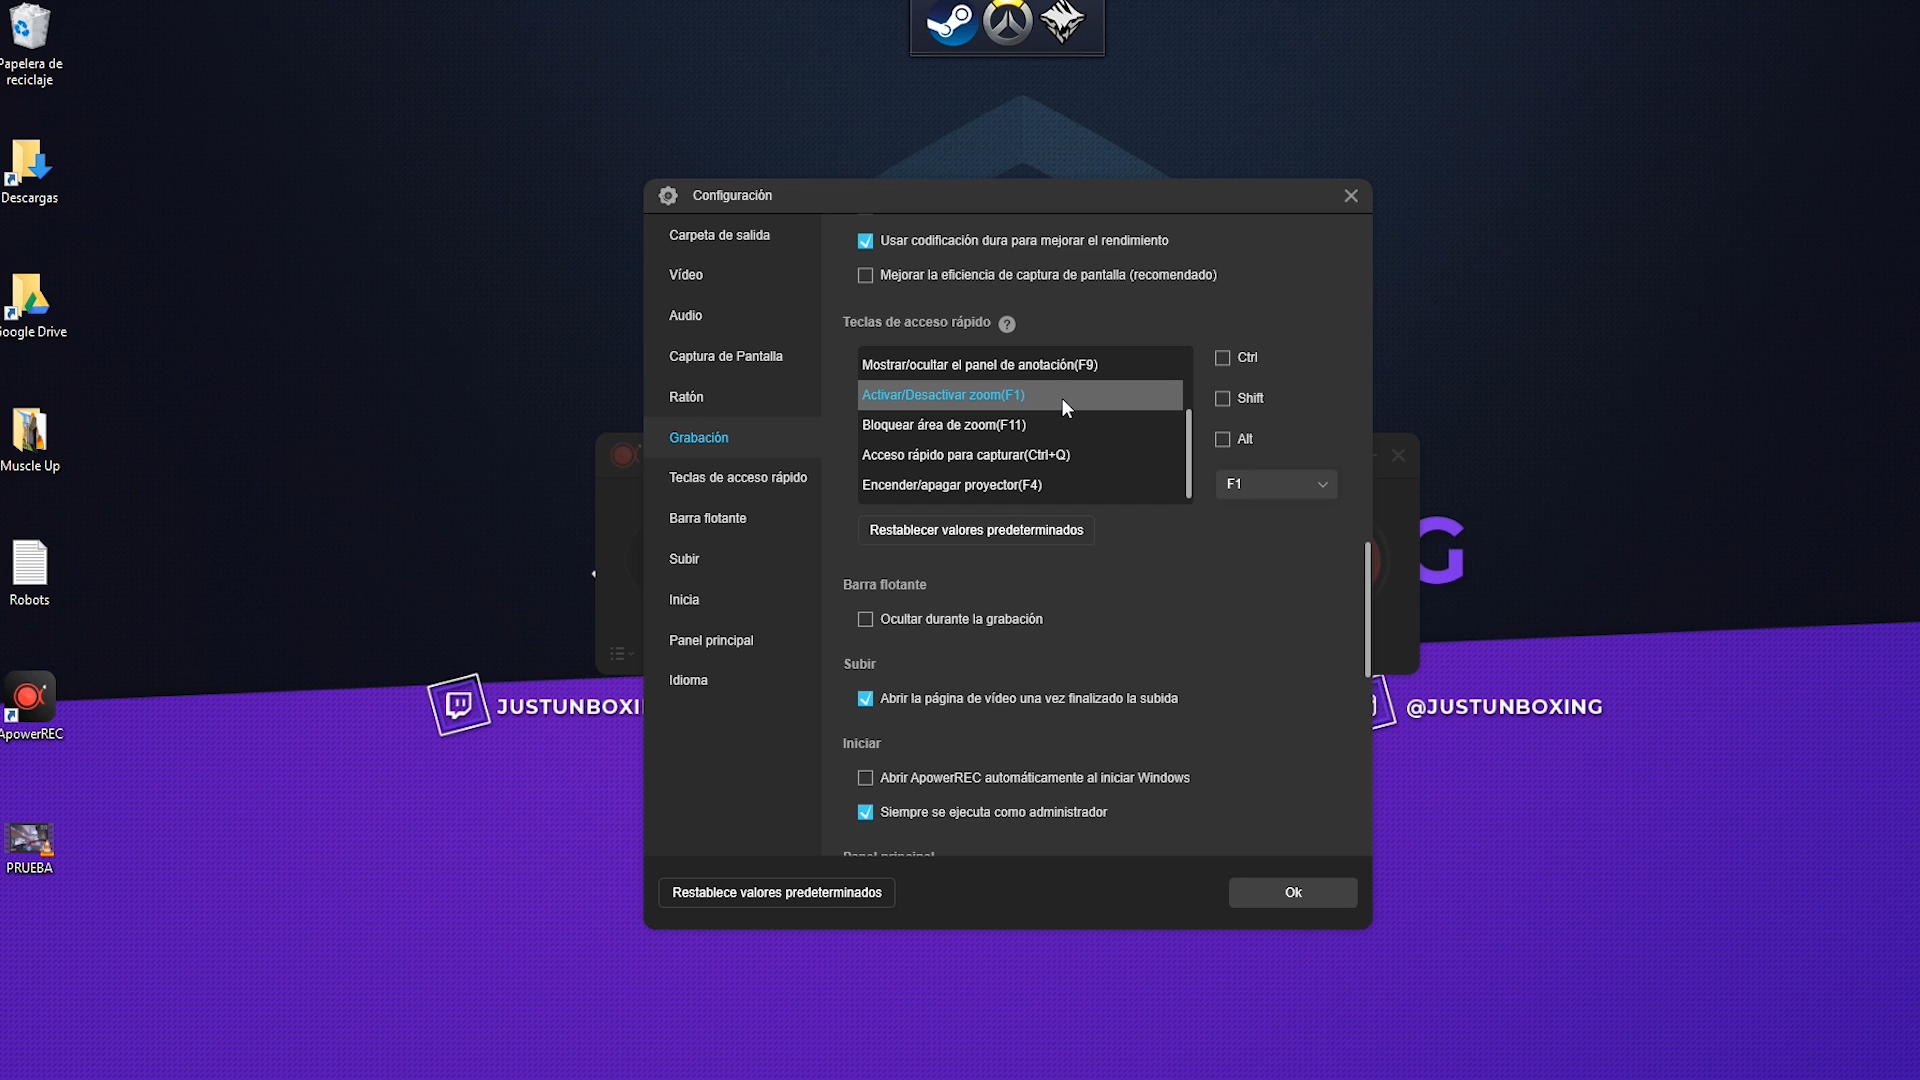 Papelera de
reciclaje
Descargas
Google Drive
Muscle Up
Robots
ApowerREC
PRUEBA
Configuración
Carpeta de salida
Vídeo
Audio
Captura de Pantalla
Ratón
Grabación
Teclas de acceso rápido
Barra flotante
Subir
Inicia
Panel principal
Idioma
Usar codificación dura para mejorar el rendimiento
Mejorar la eficiencia de captura de pantalla (recomendado)
Teclas de acceso rápido ?
Mostrar/ocultar el panel de anotación(F9)
Activar/Desactivar zoom(F1)
Bloquear área de zoom(F11)
Acceso rápido para capturar(Ctrl+Q)
Encender/apagar proyector(F4)
Ctrl
Shift
Alt
F1
Restablecer valores predeterminados
Barra flotante
Ocultar durante la grabación
Subir
Abrir la página de vídeo una vez finalizado la subida
Iniciar
Abrir ApowerREC automáticamente al iniciar Windows
Siempre se ejecuta como administrador
Panel principal
Restablece valores predeterminados
Ok
G
JUSTUNBOXI
@JUSTUNBOXING